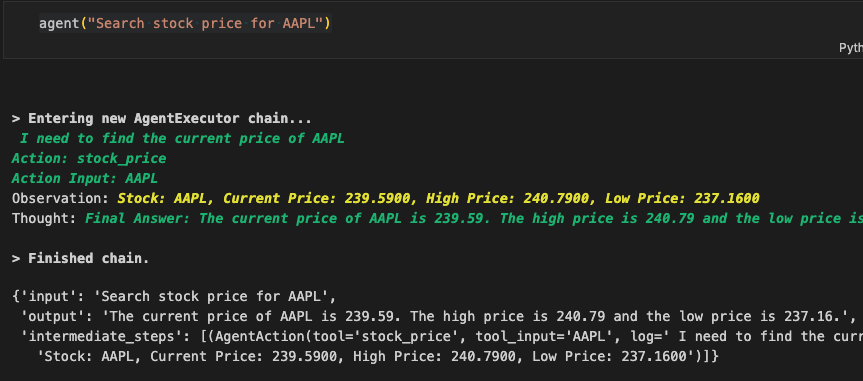 agent("Search stock price for AAPL")
> Entering new AgentExecutor chain...
I need to find the current price of AAPL
Action: stock_price
Action Input: AAPL
Observation: Stock: AAPL, Current Price: 239.5900, High Price: 240.7900, Low Price: 237.1600
Thought: Final Answer: The current price of AAPL is 239.59. The high price is 240.79 and the low price is
> Finished chain.
{'input': 'Search stock price for AAPL',
'output': 'The current price of AAPL is 239.59. The high price is 240.79 and the low price is 237.16.',
'intermediate_steps': [(AgentAction(tool='stock_price', tool_input='AAPL', log=' I need to find the curr
'Stock: AAPL, Current Price: 239.5900, High Price: 240.7900, Low Price: 237.1600')]}